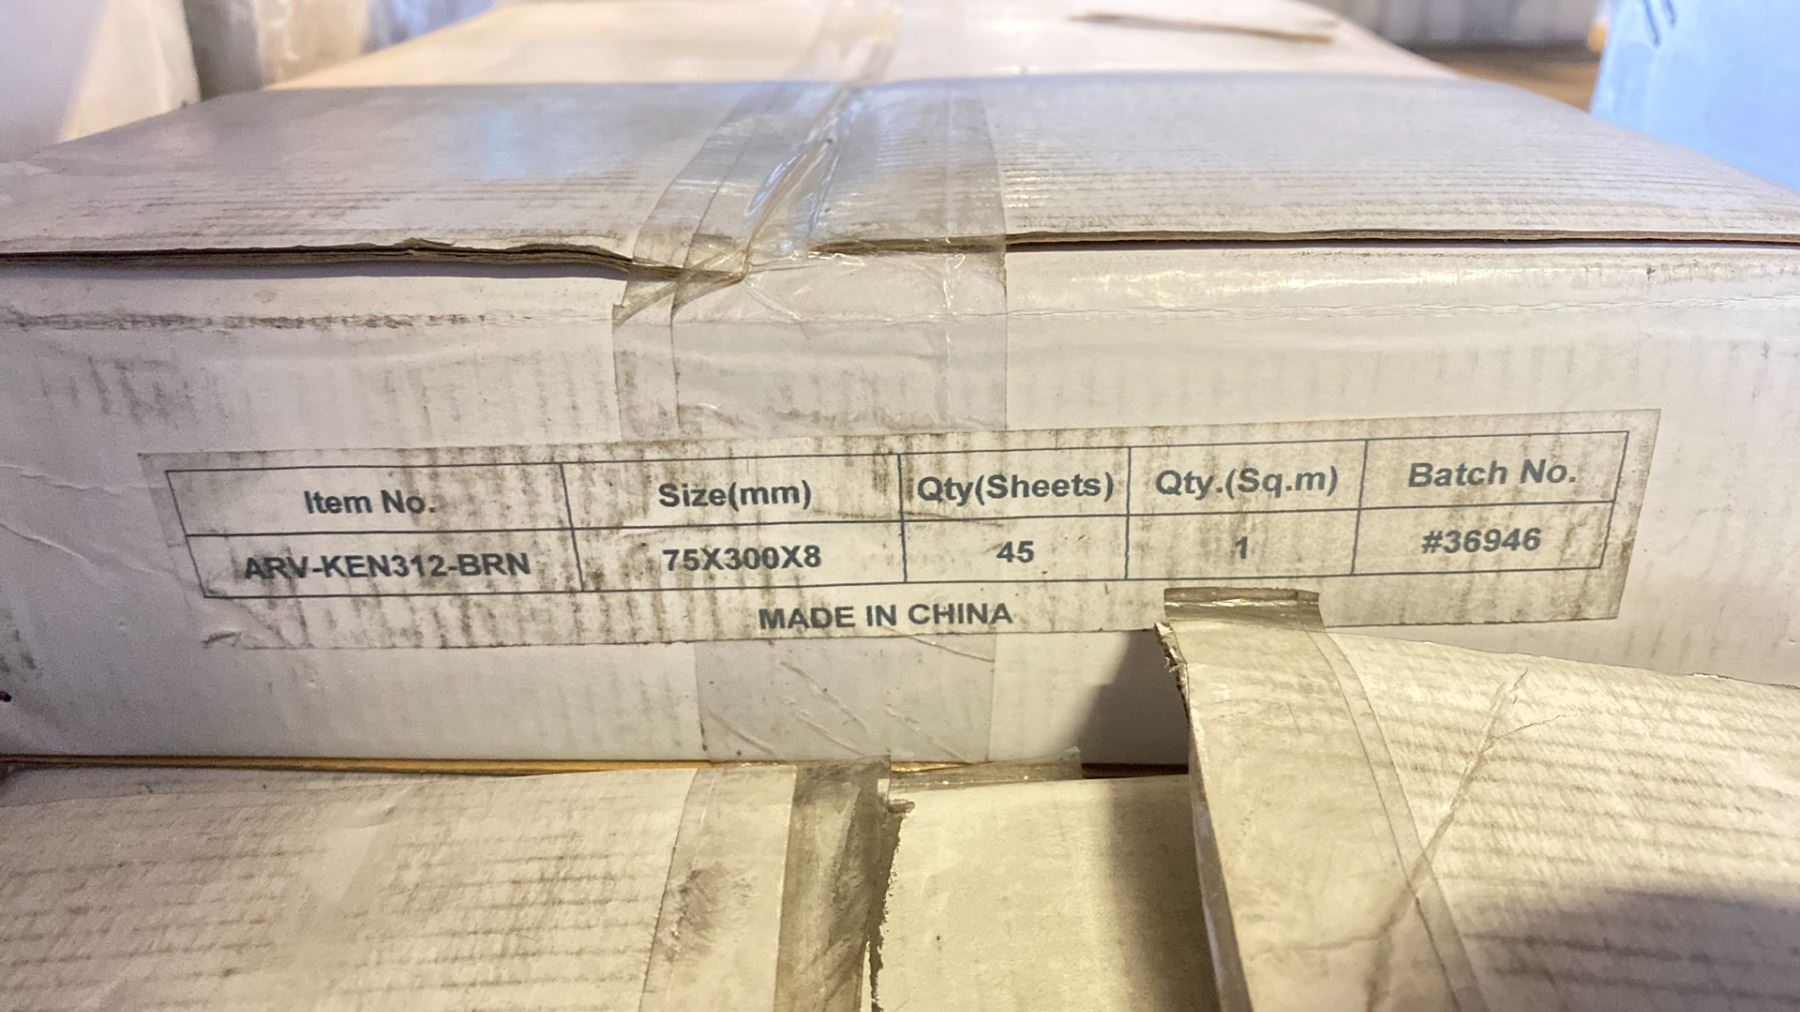 Item No. Size(mm) Qty(Sheets) Qty.(Sq.m) Batch No.
ARV-KEN312-BRN 75X300X8 45 1 #36946
MADE IN CHINA